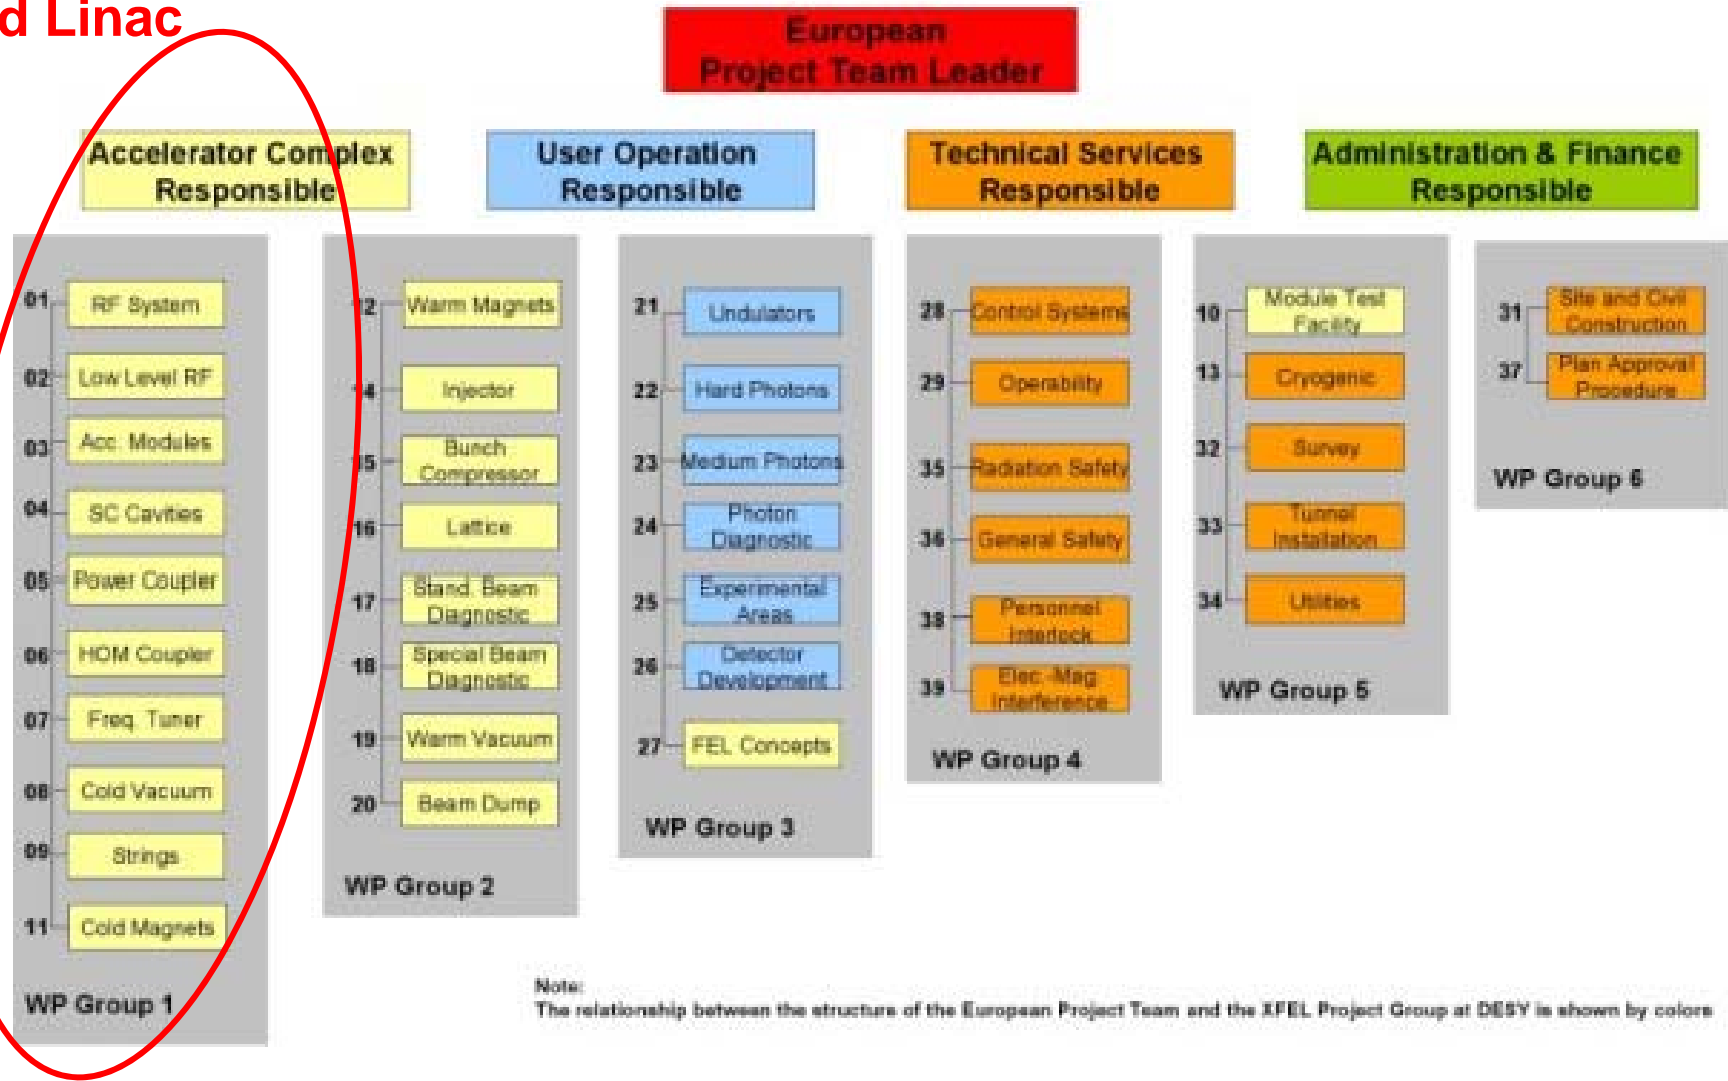 d Linac
European
Project Team Leader
Accelerator Complex
Responsible
User Operation
Responsible
Technical Services
Responsible
Administration & Finance
Responsible
01
RF System
02
Low Level RF
03
Acc. Modules
04
SC Cavities
05
Power Coupler
06
HOM Coupler
07
Freq. Tuner
08
Cold Vacuum
09
Strings
11
Cold Magnets
WP Group 1
12
Warm Magnets
14
Injector
15
Bunch
Compressor
16
Lattice
17
Stand. Beam
Diagnostic
18
Special Beam
Diagnostic
19
Warm Vacuum
20
Beam Dump
WP Group 2
21
Undulators
22
Hard Photons
23
Medium Photons
24
Photon
Diagnostic
25
Experimental
Areas
26
Detector
Development
27
FEL Concepts
WP Group 3
28
Control Systems
29
Operability
35
Radiation Safety
36
General Safety
38
Personnel
Interlock
39
Elec.-Mag
Interference
WP Group 4
10
Module Test
Facility
13
Cryogenic
32
Survey
33
Tunnel
Installation
34
Utilities
WP Group 5
31
Site and Civil
Construction
37
Plan Approval
Procedure
WP Group 6
Note:
The relationship between the structure of the European Project Team and the XFEL Project Group at DESY is shown by colors